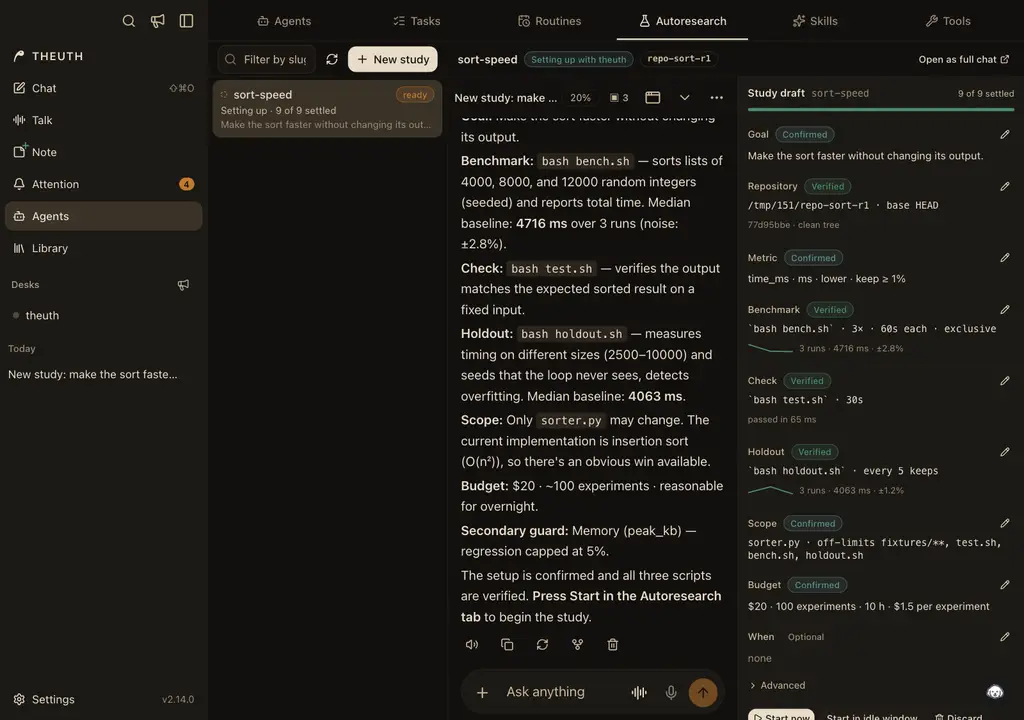 Agents
Tasks
Routines
Autoresearch
Skills
Tools
THEUTH
Chat
⇧⌘O
Talk
Note
Attention
4
Agents
Library
Desks
theuth
Today
New study: make the sort faste...
Settings
v2.14.0
Filter by slug
New study
sort-speed
ready
Setting up · 9 of 9 settled
Make the sort faster without changing its out...
sort-speed
Setting up with theuth
repo-sort-r1
Open as full chat
New study: make ...
20%
3
Goal: Make the sort faster without changing
its output.
Benchmark: bash bench.sh — sorts lists of
4000, 8000, and 12000 random integers
(seeded) and reports total time. Median
baseline: 4716 ms over 3 runs (noise:
±2.8%).
Check: bash test.sh — verifies the output
matches the expected sorted result on a
fixed input.
Holdout: bash holdout.sh — measures
timing on different sizes (2500–10000) and
seeds that the loop never sees, detects
overfitting. Median baseline: 4063 ms.
Scope: Only sorter.py may change. The
current implementation is insertion sort
(O(n²)), so there's an obvious win available.
Budget: $20 · ~100 experiments · reasonable
for overnight.
Secondary guard: Memory (peak_kb) —
regression capped at 5%.
The setup is confirmed and all three scripts
are verified. Press Start in the Autoresearch
tab to begin the study.
Ask anything
Study draft sort-speed
9 of 9 settled
Goal Confirmed
Make the sort faster without changing its output.
Repository Verified
/tmp/151/repo-sort-r1 · base HEAD
77d95bbe · clean tree
Metric Confirmed
time_ms · ms · lower · keep ≥ 1%
Benchmark Verified
`bash bench.sh` · 3× · 60s each · exclusive
3 runs · 4716 ms · ±2.8%
Check Verified
`bash test.sh` · 30s
passed in 65 ms
Holdout Verified
`bash holdout.sh` · every 5 keeps
3 runs · 4063 ms · ±1.2%
Scope Confirmed
sorter.py · off-limits fixtures/**, test.sh,
bench.sh, holdout.sh
Budget Confirmed
$20 · 100 experiments · 10 h · $1.5 per experiment
When Optional
none
Advanced
Start now
Start in idle window
Discard